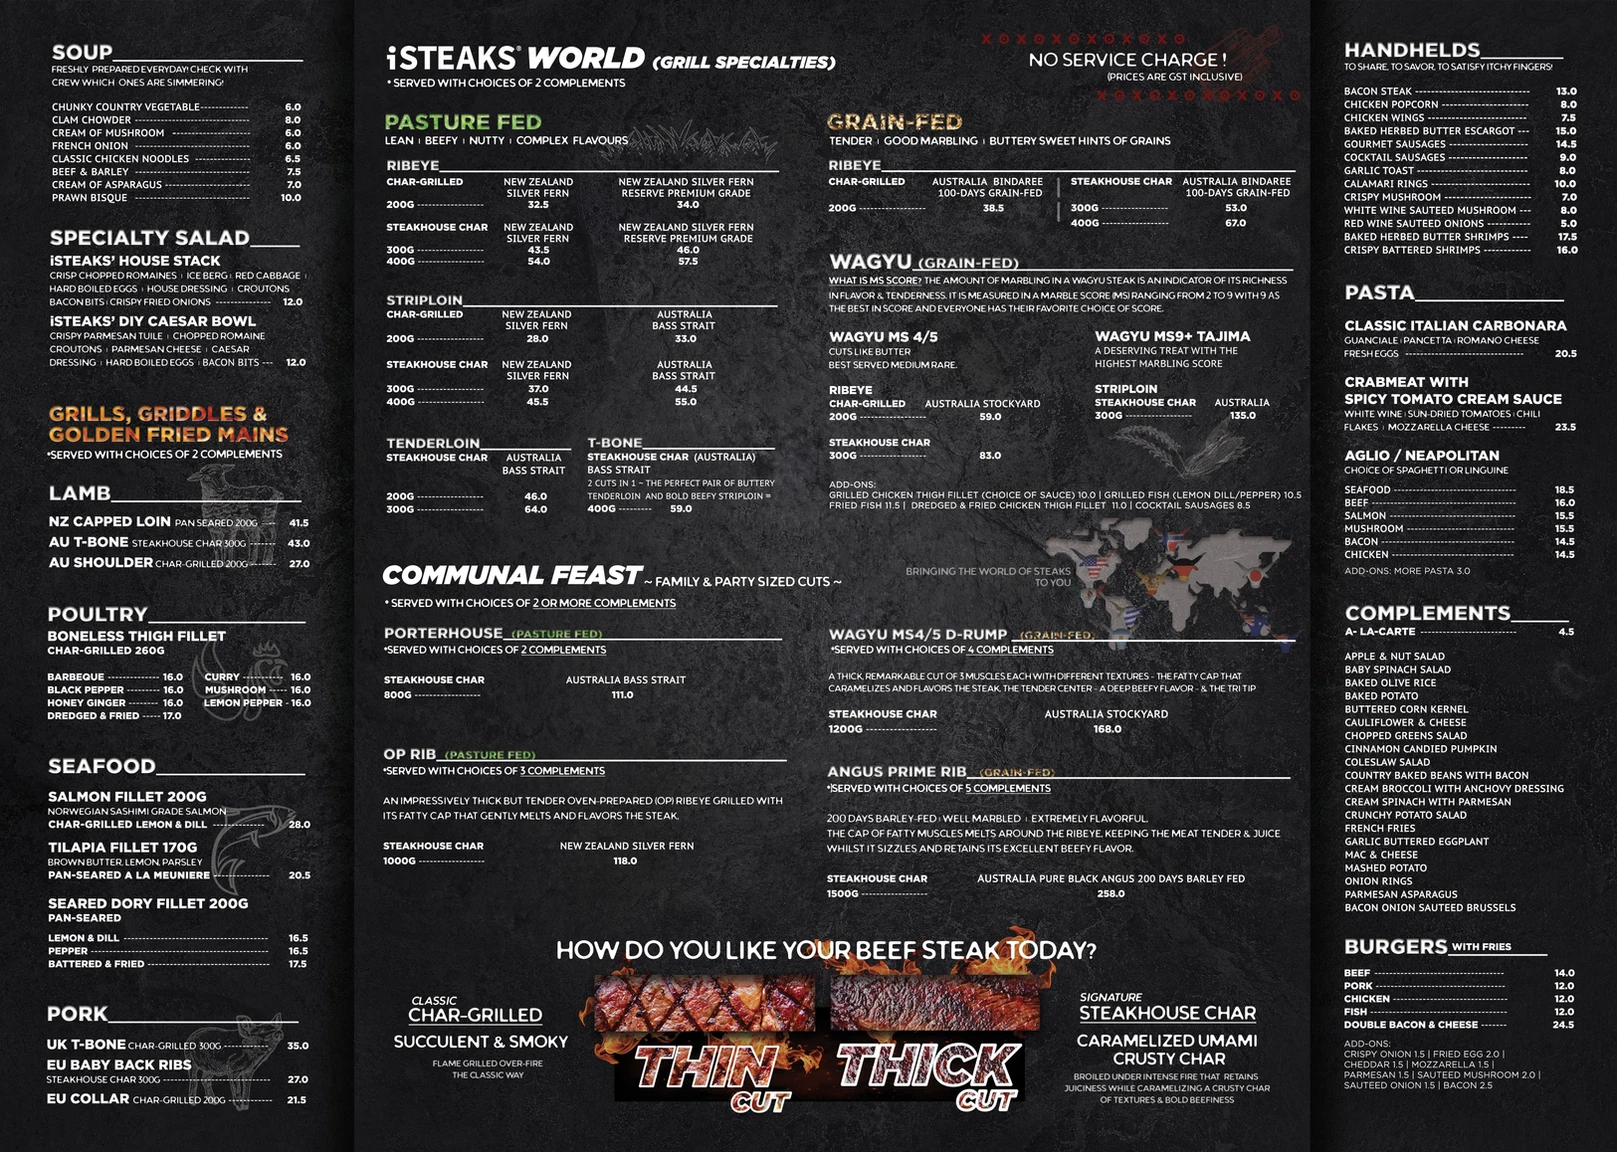 SOUP
FRESHLY PREPARED EVERYDAY! CHECK WITH
CREW WHICH ONES ARE SIMMERING!
CHUNKY COUNTRY VEGETABLE------------- 6.0
CLAM CHOWDER ------------------------------ 8.0
CREAM OF MUSHROOM -------------------- 6.0
FRENCH ONION ------------------------------- 6.0
CLASSIC CHICKEN NOODLES --------------- 6.5
BEEF & BARLEY ------------------------------- 7.5
CREAM OF ASPARAGUS ---------------------- 7.0
PRAWN BISQUE ------------------------------ 10.0
SPECIALTY SALAD
iSTEAKS' HOUSE STACK
CRISP CHOPPED ROMAINES | ICE BERG | RED CABBAGE |
HARD BOILED EGGS | HOUSE DRESSING | CROUTONS
BACON BITS | CRISPY FRIED ONIONS --------------- 12.0
iSTEAKS' DIY CAESAR BOWL
CRISPY PARMESAN TUILE | CHOPPED ROMAINE
CROUTONS | PARMESAN CHEESE | CAESAR
DRESSING | HARD BOILED EGGS | BACON BITS --- 12.0
GRILLS, GRIDDLES &
GOLDEN FRIED MAINS
*SERVED WITH CHOICES OF 2 COMPLEMENTS
LAMB
NZ CAPPED LOIN PAN SEARED 200G ---- 41.5
AU T-BONE STEAKHOUSE CHAR 300G ------- 43.0
AU SHOULDER CHAR-GRILLED 200G------- 27.0
POULTRY
BONELESS THIGH FILLET
CHAR-GRILLED 260G
BARBEQUE ------------- 16.0 CURRY ---------- 16.0
BLACK PEPPER --------- 16.0 MUSHROOM ---- 16.0
HONEY GINGER -------- 16.0 LEMON PEPPER - 16.0
DREDGED & FRIED ----- 17.0
SEAFOOD
SALMON FILLET 200G
NORWEGIAN SASHIMI GRADE SALMON
CHAR-GRILLED LEMON & DILL -------------------- 28.0
TILAPIA FILLET 170G
BROWN BUTTER, LEMON, PARSLEY
PAN-SEARED A LA MEUNIERE -------------------- 20.5
SEARED DORY FILLET 200G
PAN-SEARED
LEMON & DILL --------------------------------------- 16.5
PEPPER ----------------------------------------------- 16.5
BATTERED & FRIED --------------------------------- 17.5
PORK
UK T-BONE CHAR-GRILLED 300G------------- 35.0
EU BABY BACK RIBS
STEAKHOUSE CHAR 300G ----------------------------- 27.0
EU COLLAR CHAR-GRILLED 200G ------------ 21.5
iSTEAKS® WORLD (GRILL SPECIALTIES)
* SERVED WITH CHOICES OF 2 COMPLEMENTS
XOXOXOXOXOXOXO
NO SERVICE CHARGE !
(PRICES ARE GST INCLUSIVE)
XOXOXOXOXOXOXO
PASTURE FED
LEAN | BEEFY | NUTTY | COMPLEX FLAVOURS
RIBEYE
CHAR-GRILLED NEW ZEALAND NEW ZEALAND SILVER FERN
SILVER FERN RESERVE PREMIUM GRADE
200G ------------------ 32.5 34.0
STEAKHOUSE CHAR NEW ZEALAND NEW ZEALAND SILVER FERN
SILVER FERN RESERVE PREMIUM GRADE
300G ------------------ 43.5 46.0
400G ------------------ 54.0 57.5
STRIPLOIN
CHAR-GRILLED NEW ZEALAND AUSTRALIA
SILVER FERN BASS STRAIT
200G ------------------ 28.0 33.0
STEAKHOUSE CHAR NEW ZEALAND AUSTRALIA
SILVER FERN BASS STRAIT
300G ------------------ 37.0 44.5
400G ------------------ 45.5 55.0
TENDERLOIN
STEAKHOUSE CHAR AUSTRALIA
BASS STRAIT
200G ------------------ 46.0
300G ------------------ 64.0
T-BONE
STEAKHOUSE CHAR (AUSTRALIA)
BASS STRAIT
2 CUTS IN 1 ~ THE PERFECT PAIR OF BUTTERY
TENDERLOIN AND BOLD BEEFY STRIPLOIN =
400G --------- 59.0
GRAIN-FED
TENDER | GOOD MARBLING | BUTTERY SWEET HINTS OF GRAINS
RIBEYE
CHAR-GRILLED AUSTRALIA BINDAREE
100-DAYS GRAIN-FED
200G ------------------ 38.5
STEAKHOUSE CHAR AUSTRALIA BINDAREE
100-DAYS GRAIN-FED
300G ------------------ 53.0
400G ------------------ 67.0
WAGYU (GRAIN-FED)
WHAT IS MS SCORE? THE AMOUNT OF MARBLING IN A WAGYU STEAK IS AN INDICATOR OF ITS RICHNESS
IN FLAVOR & TENDERNESS. IT IS MEASURED IN A MARBLE SCORE (MS) RANGING FROM 2 TO 9 WITH 9 AS
THE BEST IN SCORE AND EVERYONE HAS THEIR FAVORITE CHOICE OF SCORE.
WAGYU MS 4/5
CUTS LIKE BUTTER
BEST SERVED MEDIUM RARE.
RIBEYE
CHAR-GRILLED AUSTRALIA STOCKYARD
200G ------------------ 59.0
STEAKHOUSE CHAR
300G ------------------ 83.0
WAGYU MS9+ TAJIMA
A DESERVING TREAT WITH THE
HIGHEST MARBLING SCORE
STRIPLOIN
STEAKHOUSE CHAR AUSTRALIA
300G ------------------ 135.0
ADD-ONS:
GRILLED CHICKEN THIGH FILLET (CHOICE OF SAUCE) 10.0 | GRILLED FISH (LEMON DILL/PEPPER) 10.5
FRIED FISH 11.5 | DREDGED & FRIED CHICKEN THIGH FILLET 11.0 | COCKTAIL SAUSAGES 8.5
BRINGING THE WORLD OF STEAKS
TO YOU
COMMUNAL FEAST ~ FAMILY & PARTY SIZED CUTS ~
* SERVED WITH CHOICES OF 2 OR MORE COMPLEMENTS
PORTERHOUSE (PASTURE FED)
*SERVED WITH CHOICES OF 2 COMPLEMENTS
STEAKHOUSE CHAR AUSTRALIA BASS STRAIT
800G ------------------ 111.0
OP RIB (PASTURE FED)
*SERVED WITH CHOICES OF 3 COMPLEMENTS
AN IMPRESSIVELY THICK BUT TENDER OVEN-PREPARED (OP) RIBEYE GRILLED WITH
ITS FATTY CAP THAT GENTLY MELTS AND FLAVORS THE STEAK.
STEAKHOUSE CHAR NEW ZEALAND SILVER FERN
1000G ------------------ 118.0
WAGYU MS4/5 D-RUMP (GRAIN-FED)
*SERVED WITH CHOICES OF 4 COMPLEMENTS
A THICK, REMARKABLE CUT OF 3 MUSCLES EACH WITH DIFFERENT TEXTURES - THE FATTY CAP THAT
CARAMELIZES AND FLAVORS THE STEAK, THE TENDER CENTER - A DEEP BEEFY FLAVOR - & THE TRI TIP
STEAKHOUSE CHAR AUSTRALIA STOCKYARD
1200G ------------------ 168.0
ANGUS PRIME RIB (GRAIN-FED)
*SERVED WITH CHOICES OF 5 COMPLEMENTS
200 DAYS BARLEY-FED | WELL MARBLED | EXTREMELY FLAVORFUL.
THE CAP OF FATTY MUSCLES MELTS AROUND THE RIBEYE. KEEPING THE MEAT TENDER & JUICE
WHILST IT SIZZLES AND RETAINS ITS EXCELLENT BEEFY FLAVOR.
STEAKHOUSE CHAR AUSTRALIA PURE BLACK ANGUS 200 DAYS BARLEY FED
1500G ------------------ 258.0
HOW DO YOU LIKE YOUR BEEF STEAK TODAY?
CLASSIC
CHAR-GRILLED
SUCCULENT & SMOKY
FLAME GRILLED OVER-FIRE
THE CLASSIC WAY
THIN
CUT
THICK
CUT
SIGNATURE
STEAKHOUSE CHAR
CARAMELIZED UMAMI
CRUSTY CHAR
BROILED UNDER INTENSE FIRE THAT RETAINS
JUICINESS WHILE CARAMELIZING A CRUSTY CHAR
OF TEXTURES & BOLD BEEFINESS
HANDHELDS
TO SHARE, TO SAVOR, TO SATISFY ITCHY FINGERS!
BACON STEAK ------------------------------ 13.0
CHICKEN POPCORN ----------------------- 8.0
CHICKEN WINGS --------------------------- 7.5
BAKED HERBED BUTTER ESCARGOT --- 15.0
GOURMET SAUSAGES --------------------- 14.5
COCKTAIL SAUSAGES --------------------- 9.0
GARLIC TOAST ----------------------------- 8.0
CALAMARI RINGS -------------------------- 10.0
CRISPY MUSHROOM ----------------------- 7.0
WHITE WINE SAUTEED MUSHROOM --- 8.0
RED WINE SAUTEED ONIONS ----------- 5.0
BAKED HERBED BUTTER SHRIMPS ---- 17.5
CRISPY BATTERED SHRIMPS ------------- 16.0
PASTA
CLASSIC ITALIAN CARBONARA
GUANCIALE | PANCETTA | ROMANO CHEESE
FRESH EGGS -------------------------------- 20.5
CRABMEAT WITH
SPICY TOMATO CREAM SAUCE
WHITE WINE | SUN-DRIED TOMATOES | CHILI
FLAKES | MOZZARELLA CHEESE --------- 23.5
AGLIO / NEAPOLITAN
CHOICE OF SPAGHETTI OR LINGUINE
SEAFOOD ---------------------------------- 18.5
BEEF ---------------------------------------- 16.0
SALMON ----------------------------------- 15.5
MUSHROOM ------------------------------- 15.5
BACON ------------------------------------- 14.5
CHICKEN ----------------------------------- 14.5
ADD-ONS: MORE PASTA 3.0
COMPLEMENTS
A- LA-CARTE -------------------------- 4.5
APPLE & NUT SALAD
BABY SPINACH SALAD
BAKED OLIVE RICE
BAKED POTATO
BUTTERED CORN KERNEL
CAULIFLOWER & CHEESE
CHOPPED GREENS SALAD
CINNAMON CANDIED PUMPKIN
COLESLAW SALAD
COUNTRY BAKED BEANS WITH BACON
CREAM BROCCOLI WITH ANCHOVY DRESSING
CREAM SPINACH WITH PARMESAN
CRUNCHY POTATO SALAD
FRENCH FRIES
GARLIC BUTTERED EGGPLANT
MAC & CHEESE
MASHED POTATO
ONION RINGS
PARMESAN ASPARAGUS
BACON ONION SAUTEED BRUSSELS
BURGERS WITH FRIES
BEEF ------------------------------------ 14.0
PORK ----------------------------------- 12.0
CHICKEN ------------------------------- 12.0
FISH ------------------------------------ 12.0
DOUBLE BACON & CHEESE ------- 24.5
ADD-ONS:
CRISPY ONION 1.5 | FRIED EGG 2.0 |
CHEDDAR 1.5 | MOZZARELLA 1.5 |
PARMESAN 1.5 | SAUTEED MUSHROOM 2.0 |
SAUTEED ONION 1.5 | BACON 2.5